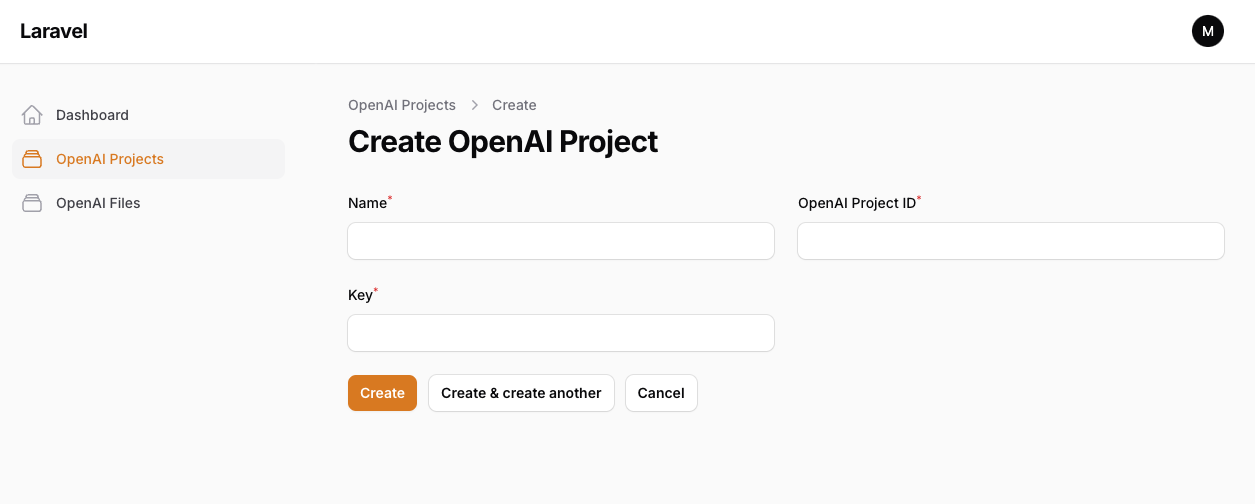 Laravel
M
Dashboard
OpenAI Projects
OpenAI Files
OpenAI Projects > Create
Create OpenAI Project
Name*
OpenAI Project ID*
Key*
Create
Create & create another
Cancel